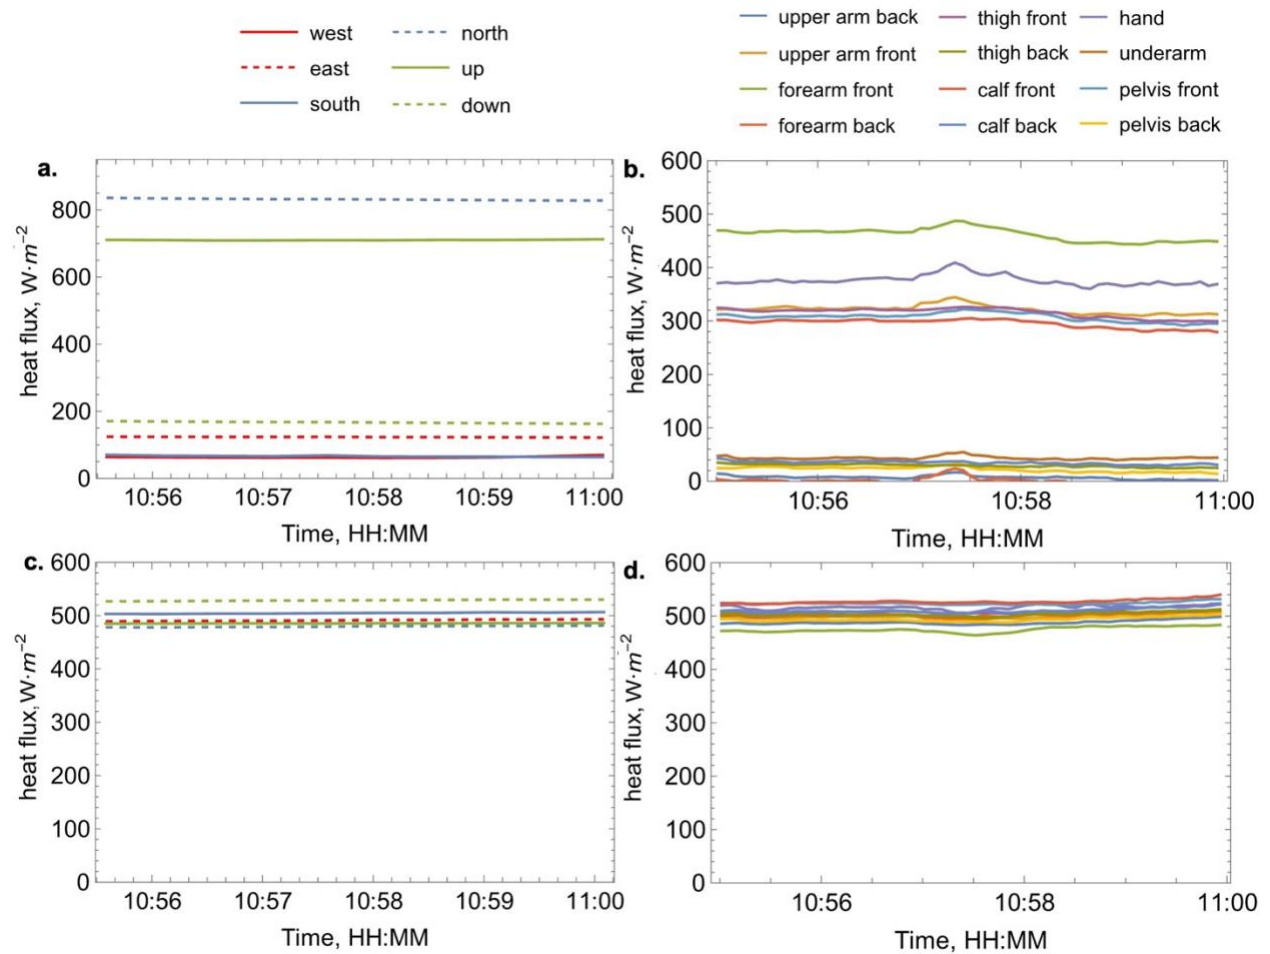 west north
east up
south down
upper arm back thigh front hand
upper arm front thigh back underarm
forearm front calf front pelvis front
forearm back calf back pelvis back
a.
800
600
400
200
0
heat flux, W·m⁻²
10:56 10:57 10:58 10:59 11:00
Time, HH:MM
b.
600
500
400
300
200
100
0
heat flux, W·m⁻²
10:56 10:58 11:00
Time, HH:MM
c.
600
500
400
300
200
100
0
heat flux, W·m⁻²
10:56 10:57 10:58 10:59 11:00
Time, HH:MM
d.
600
500
400
300
200
100
0
heat flux, W·m⁻²
10:56 10:58 11:00
Time, HH:MM